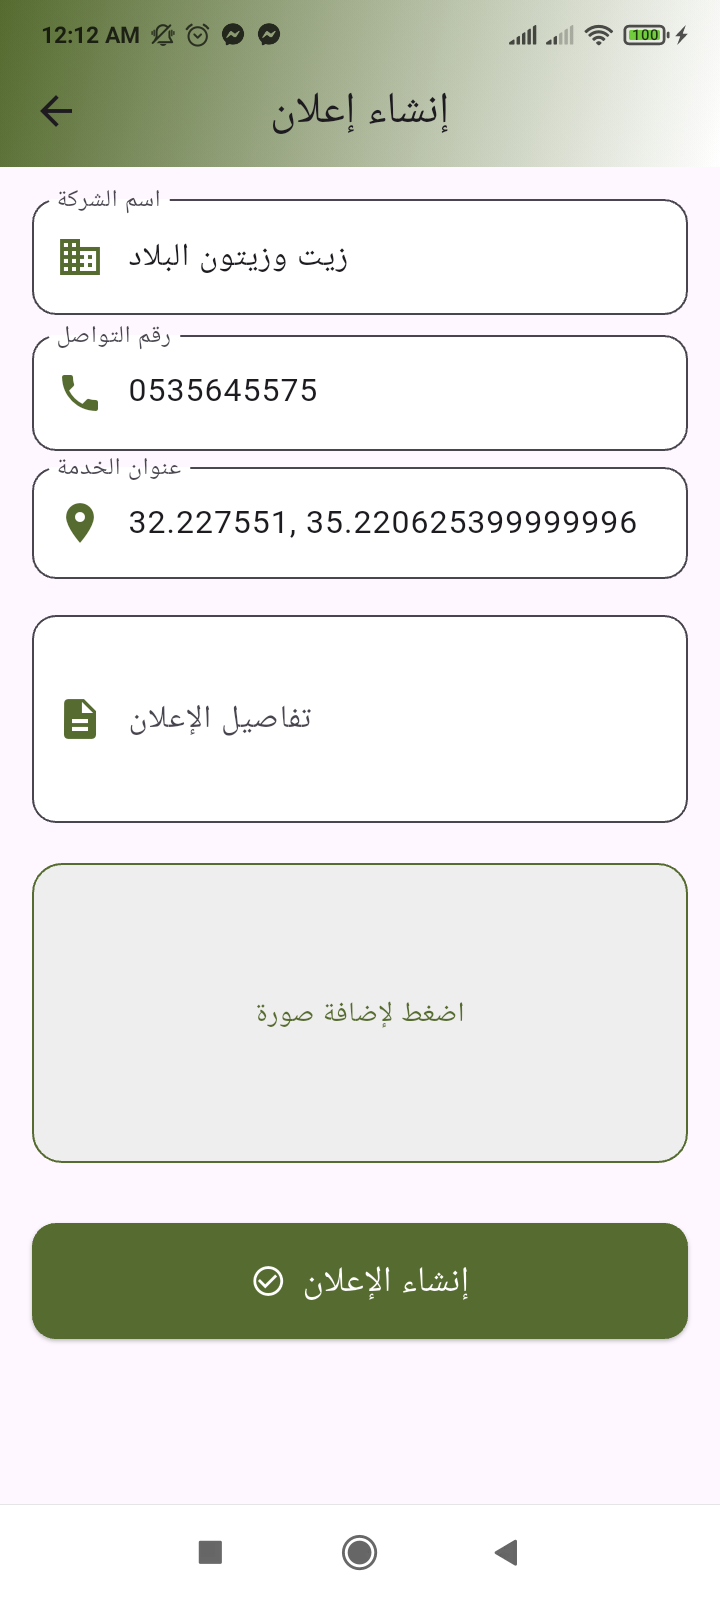 12:12 AM
100
إنشاء إعلان
اسم الشركة
زيت وزيتون البلاد
رقم التواصل
0535645575
عنوان الخدمة
32.227551, 35.220625399999996
تفاصيل الإعلان
اضغط لإضافة صورة
إنشاء الإعلان